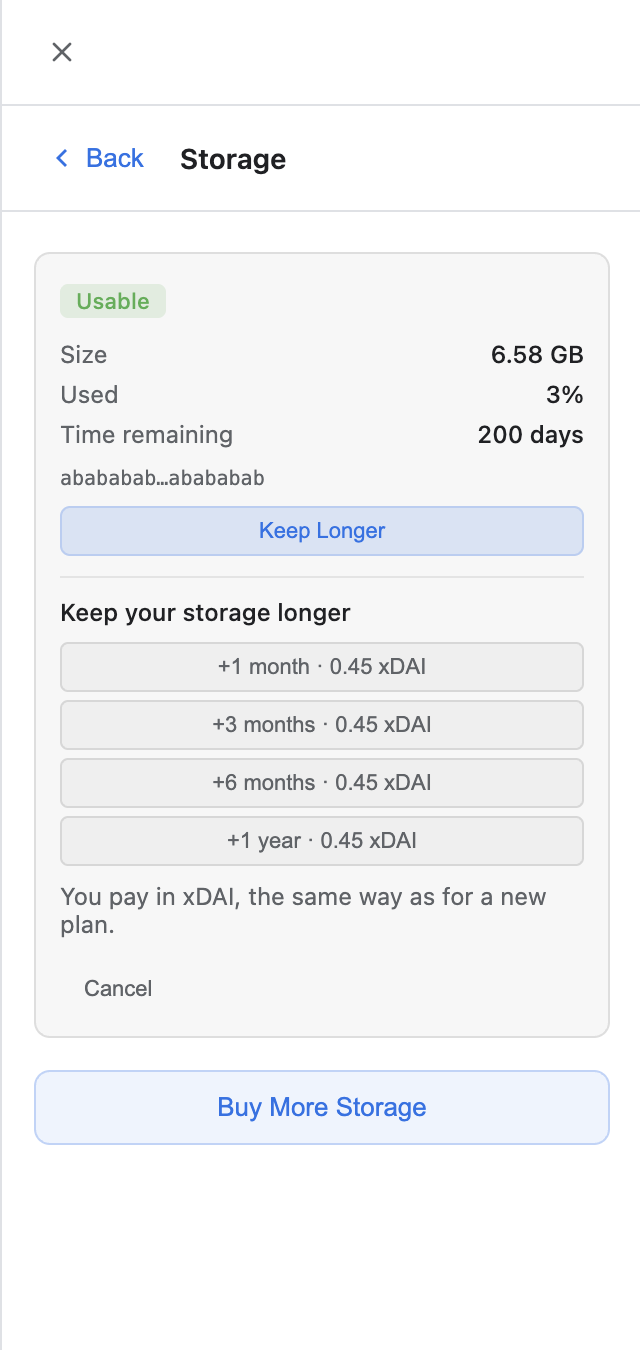 Back
Storage
Usable
Size 6.58 GB
Used 3%
Time remaining 200 days
abababab…abababab
Keep Longer
Keep your storage longer
+1 month · 0.45 xDAI
+3 months · 0.45 xDAI
+6 months · 0.45 xDAI
+1 year · 0.45 xDAI
You pay in xDAI, the same way as for a new
plan.
Cancel
Buy More Storage